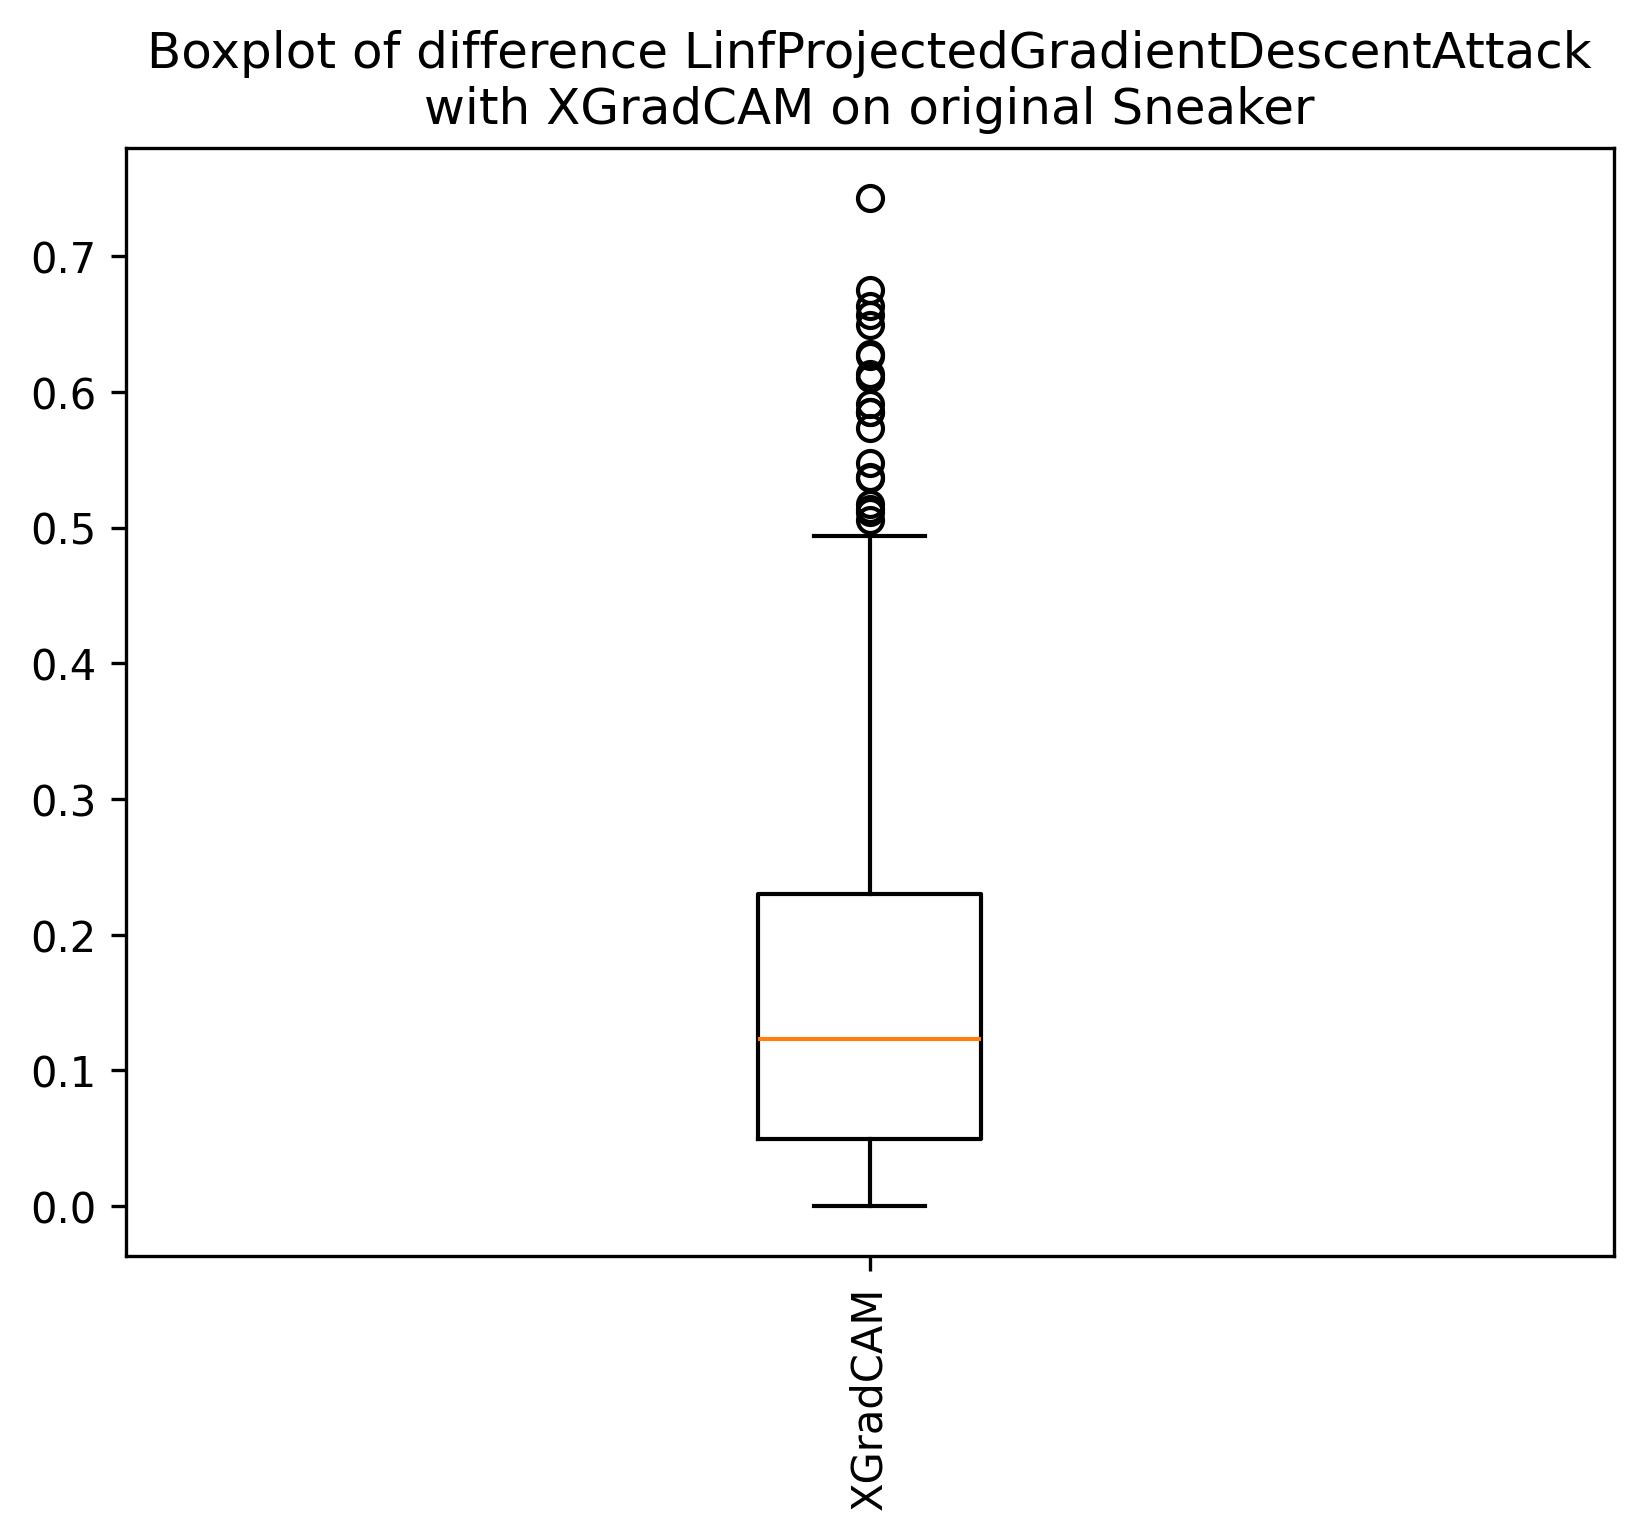 Boxplot of difference LinfProjectedGradientDescentAttack
with XGradCAM on original Sneaker
0.7
0.6
0.5
0.4
0.3
0.2
0.1
0.0
XGradCAM